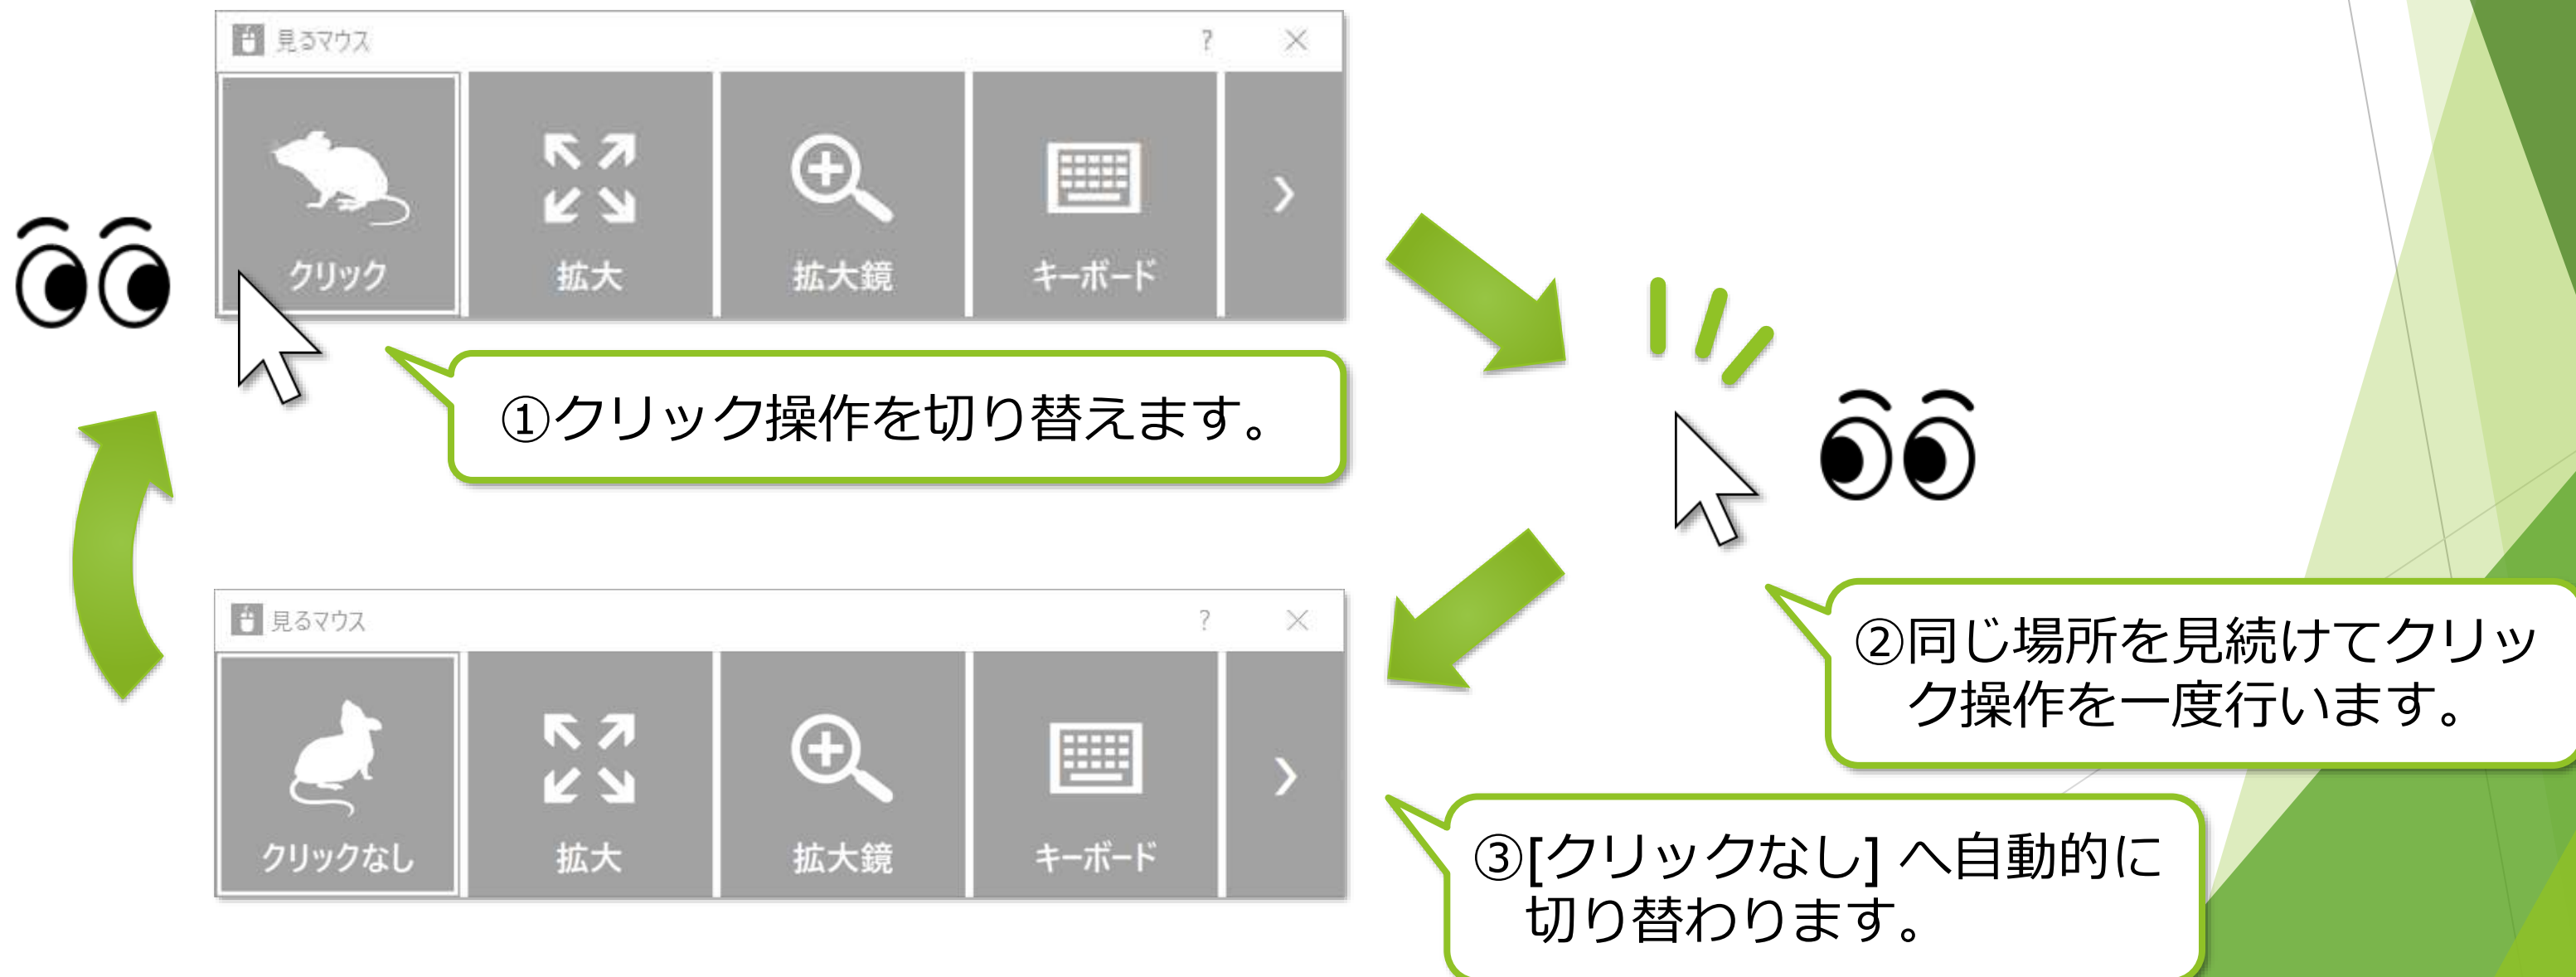 見るマウス ? ×
クリック 拡大 拡大鏡 キーボード >
①クリック操作を切り替えます。
②同じ場所を見続けてクリッ
ク操作を一度行います。
見るマウス ? ×
クリックなし 拡大 拡大鏡 キーボード >
③[クリックなし] へ自動的に
切り替わります。